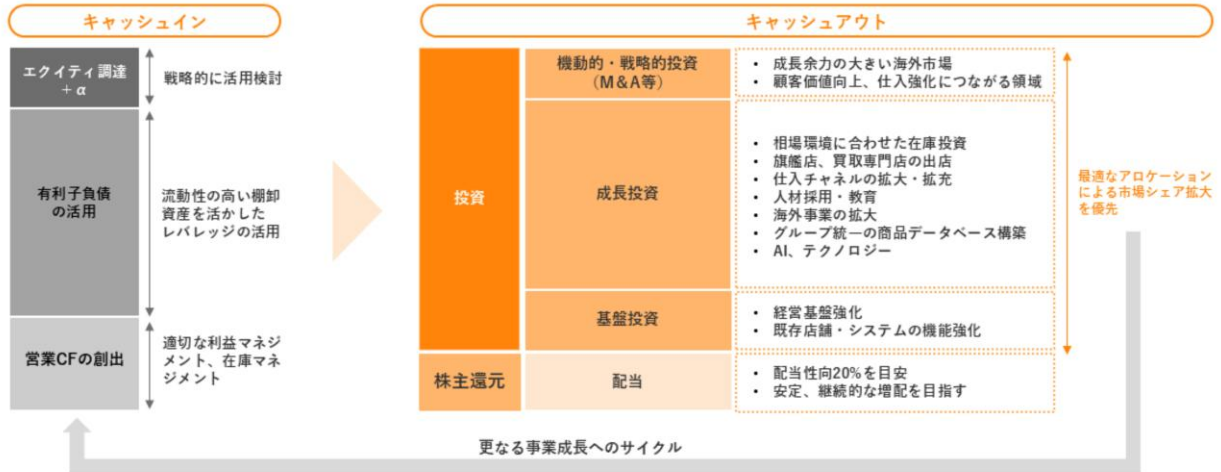 キャッシュイン
エクイティ調達
+ α
戦略的に活用検討
有利子負債
の活用
流動性の高い棚卸
資産を活かした
レバレッジの活用
営業CFの創出
適切な利益マネジ
メント、在庫マネ
ジメント
キャッシュアウト
投資
機動的・戦略的投資
(M&A等)
• 成長余力の大きい海外市場
• 顧客価値向上、仕入強化につながる領域
成長投資
• 相場環境に合わせた在庫投資
• 旗艦店、買取専門店の出店
• 仕入チャネルの拡大・拡充
• 人材採用・教育
• 海外事業の拡大
• グループ統一の商品データベース構築
• AI、テクノロジー
基盤投資
• 経営基盤強化
• 既存店舗・システムの機能強化
最適なアロケーション
による市場シェア拡大
を優先
株主還元
配当
• 配当性向20%を目安
• 安定、継続的な増配を目指す
更なる事業成長へのサイクル